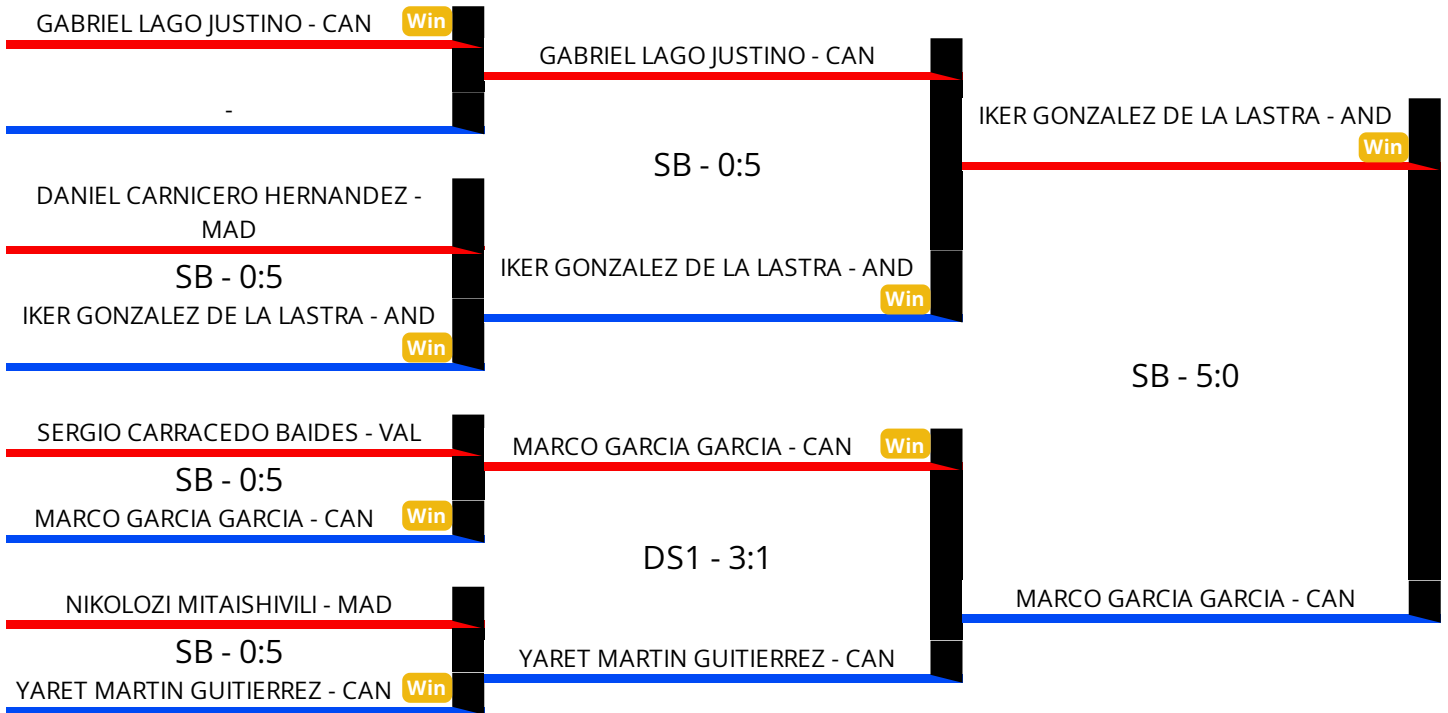 GABRIEL LAGO JUSTINO - CAN
Win
-
DANIEL CARNICERO HERNANDEZ -
MAD
SB - 0:5
IKER GONZALEZ DE LA LASTRA - AND
Win
SERGIO CARRACEDO BAIDES - VAL
SB - 0:5
MARCO GARCIA GARCIA - CAN
Win
NIKOLOZI MITAISHIVILI - MAD
SB - 0:5
YARET MARTIN GUITIERREZ - CAN
Win
GABRIEL LAGO JUSTINO - CAN
SB - 0:5
IKER GONZALEZ DE LA LASTRA - AND
Win
MARCO GARCIA GARCIA - CAN
Win
DS1 - 3:1
YARET MARTIN GUITIERREZ - CAN
IKER GONZALEZ DE LA LASTRA - AND
Win
SB - 5:0
MARCO GARCIA GARCIA - CAN